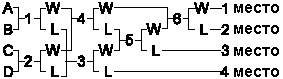 A W W W 1 место
1 4 6
B L L W L 2 место
5
C W W L 3 место
2 3
D L L 4 место